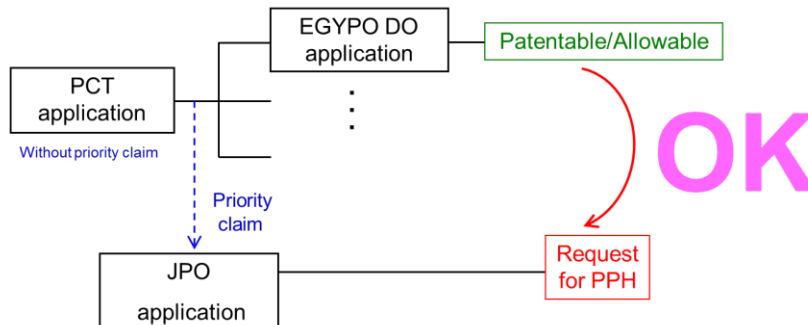 EGYPO DO
application
Patentable/Allowable
PCT
application
Without priority claim
OK
Priority
claim
JPO
application
Request
for PPH